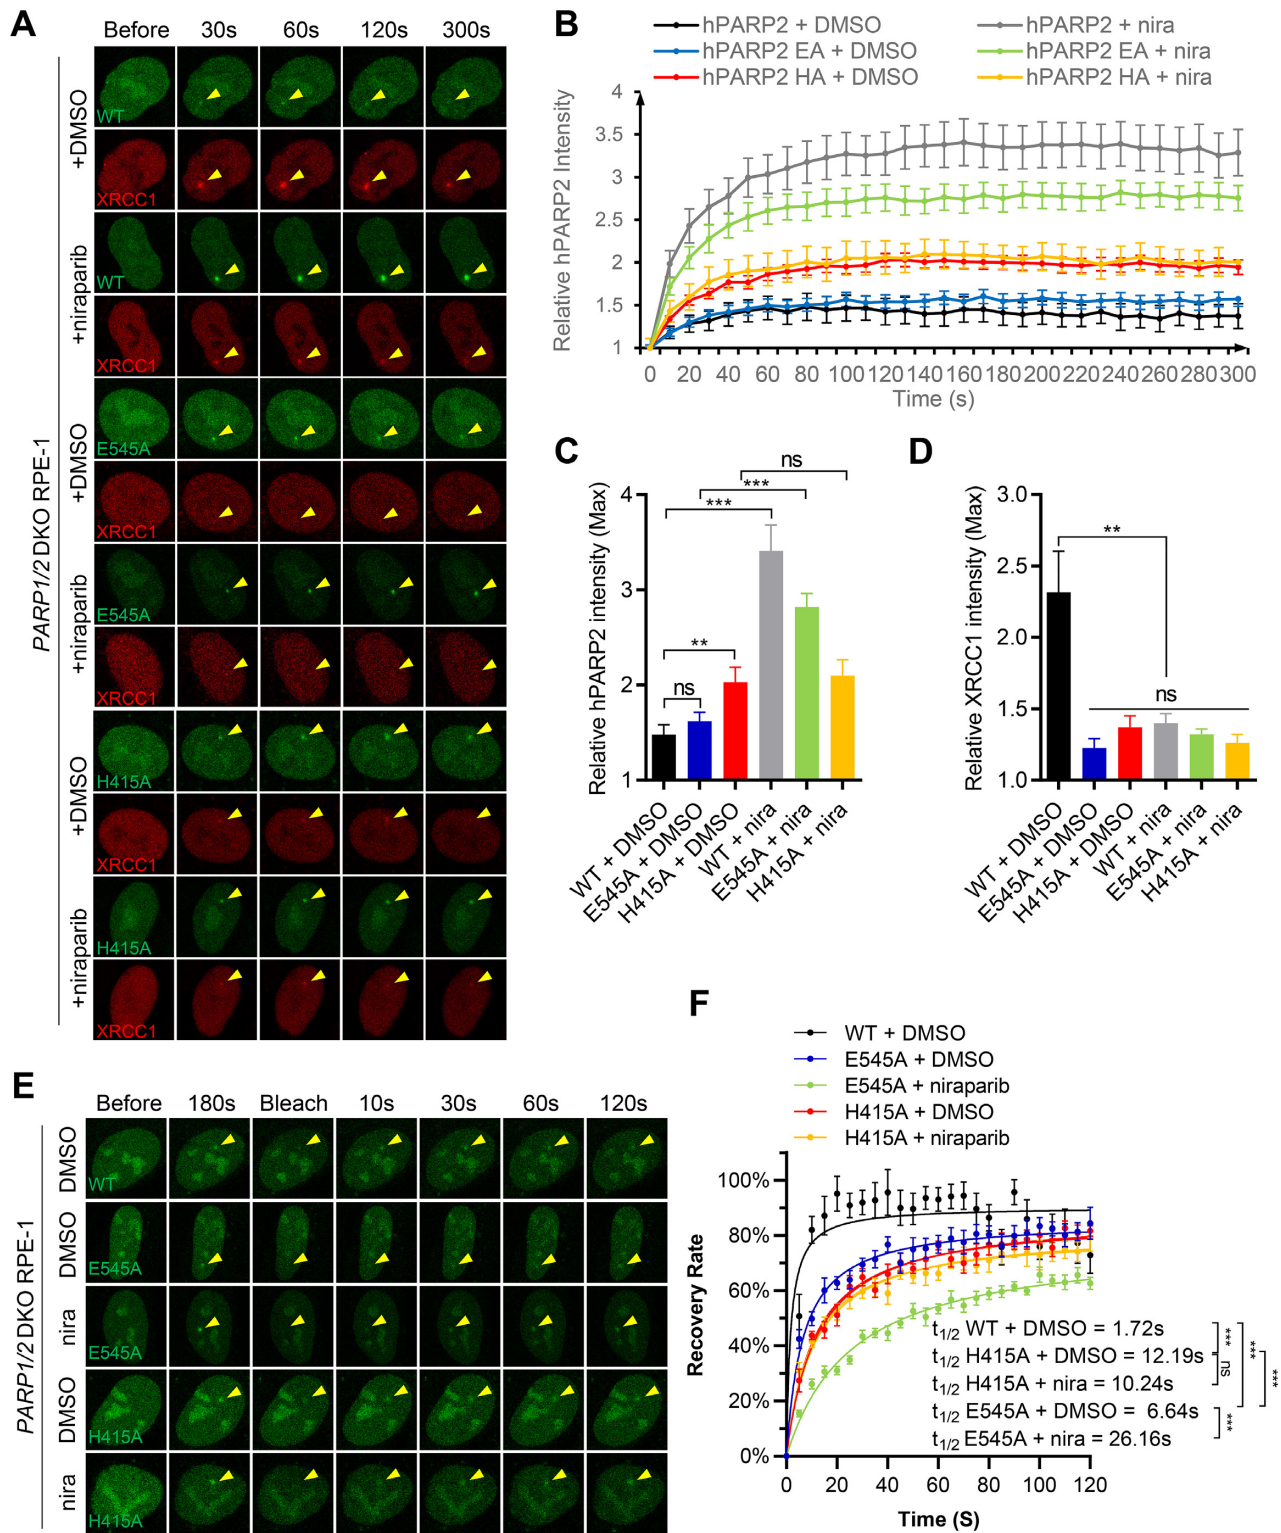 A
Before 30s 60s 120s 300s
PARP1/2 DKO RPE-1
+DMSO
WT
XRCC1
+niraparib
WT
XRCC1
+DMSO
E545A
XRCC1
+niraparib
E545A
XRCC1
+DMSO
H415A
XRCC1
+niraparib
H415A
XRCC1
B
hPARP2 + DMSO
hPARP2 EA + DMSO
hPARP2 HA + DMSO
hPARP2 + nira
hPARP2 EA + nira
hPARP2 HA + nira
Relative hPARP2 Intensity
4
3.5
3
2.5
2
1.5
1
0 20 40 60 80 100 120 140 160 180 200 220 240 260 280 300
Time (s)
C
Relative hPARP2 intensity (Max)
4
3
2
1
ns
***
***
**
ns
WT + DMSO
E545A + DMSO
H415A + DMSO
WT + nira
E545A + nira
H415A + nira
D
Relative XRCC1 intensity (Max)
3.0
2.5
2.0
1.5
1.0
**
ns
WT + DMSO
E545A + DMSO
H415A + DMSO
WT + nira
E545A + nira
H415A + nira
E
Before 180s Bleach 10s 30s 60s 120s
PARP1/2 DKO RPE-1
DMSO
WT
DMSO
E545A
nira
E545A
DMSO
H415A
nira
H415A
F
WT + DMSO
E545A + DMSO
E545A + niraparib
H415A + DMSO
H415A + niraparib
Recovery Rate
100%
80%
60%
40%
20%
0%
t1/2 WT + DMSO = 1.72s
t1/2 H415A + DMSO = 12.19s
t1/2 H415A + nira = 10.24s
t1/2 E545A + DMSO = 6.64s
t1/2 E545A + nira = 26.16s
***
ns
***
***
***
0 20 40 60 80 100 120
Time (S)